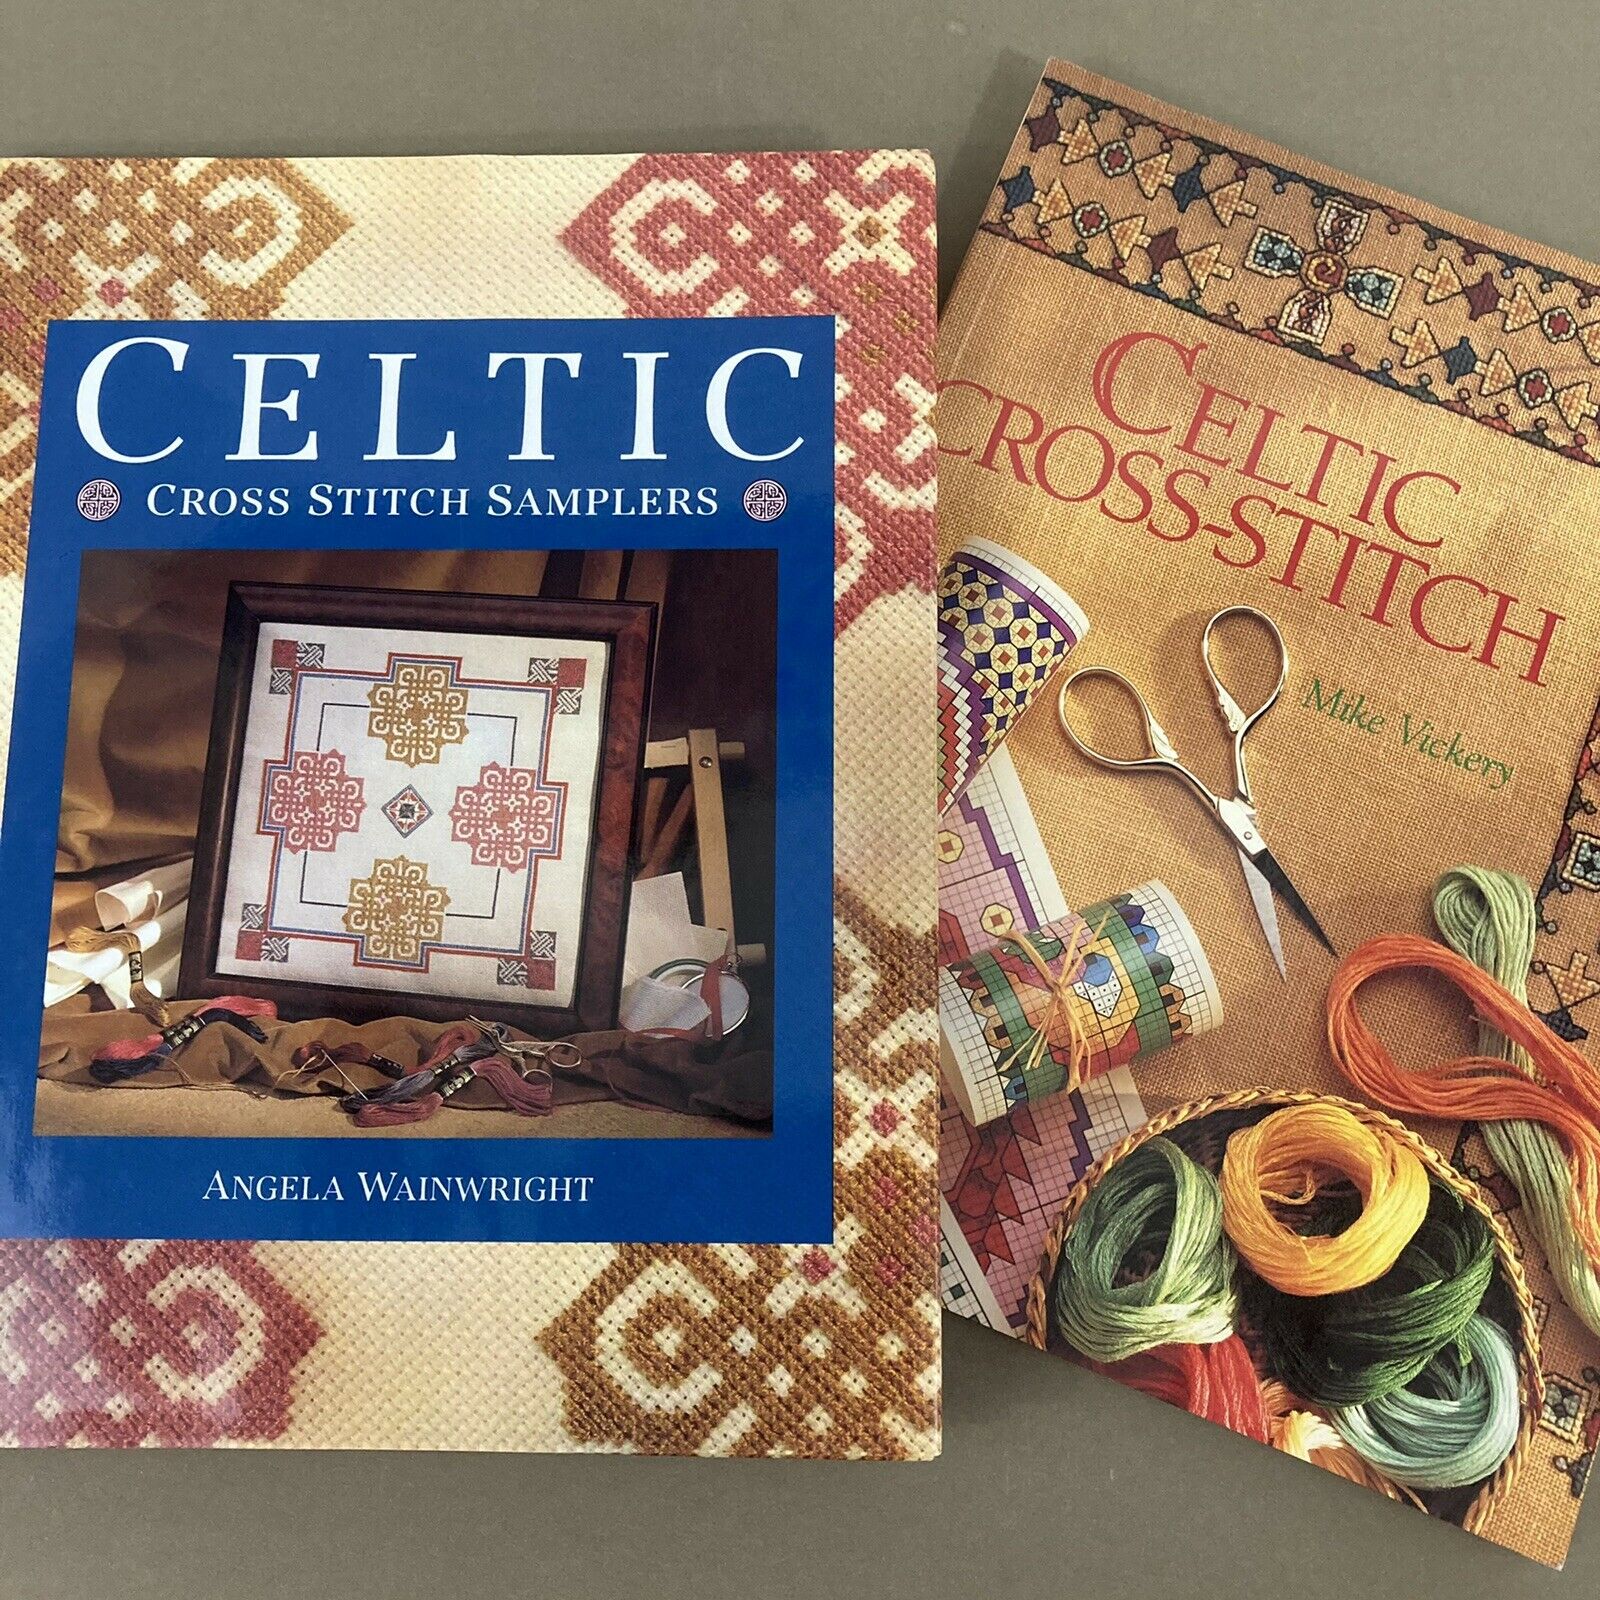 CELTIC
CROSS STITCH SAMPLERS
ANGELA WAINWRIGHT
CELTIC
CROSS-STITCH
Mike Vickery